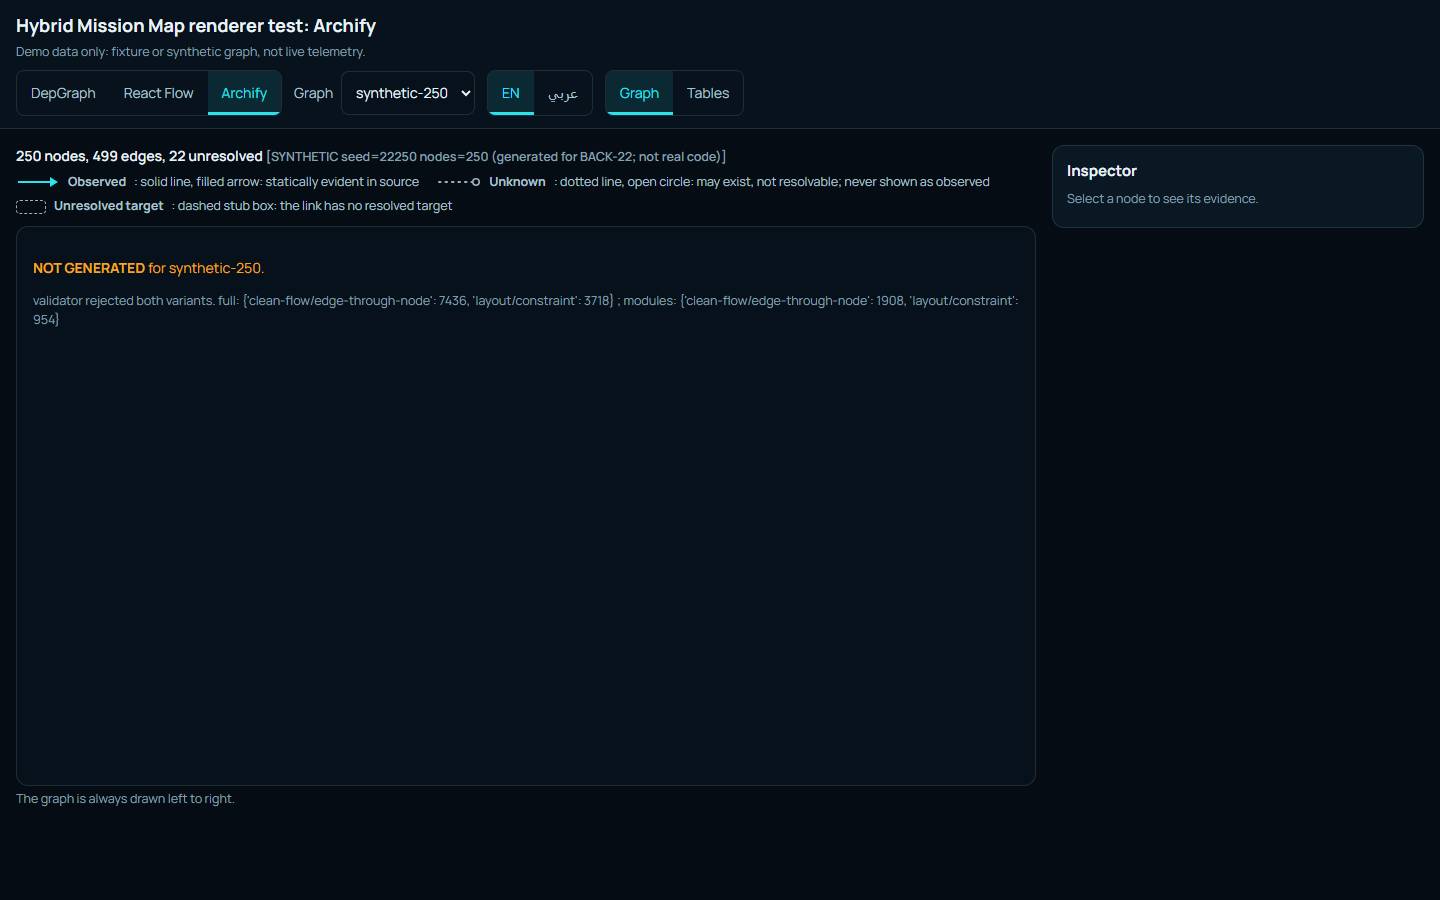 Hybrid Mission Map renderer test: Archify
Demo data only: fixture or synthetic graph, not live telemetry.
DepGraph React Flow Archify Graph synthetic-250 EN عربي Graph Tables
250 nodes, 499 edges, 22 unresolved [SYNTHETIC seed=22250 nodes=250 (generated for BACK-22; not real code)]
Observed : solid line, filled arrow: statically evident in source Unknown : dotted line, open circle: may exist, not resolvable; never shown as observed
Unresolved target : dashed stub box: the link has no resolved target
NOT GENERATED for synthetic-250.
validator rejected both variants. full: {'clean-flow/edge-through-node': 7436, 'layout/constraint': 3718} ; modules: {'clean-flow/edge-through-node': 1908, 'layout/constraint':
954}
The graph is always drawn left to right.
Inspector
Select a node to see its evidence.